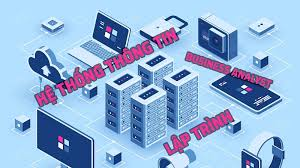 HỆ THỐNG THÔNG TIN
BUSINESS ANALYST
LẬP TRÌNH